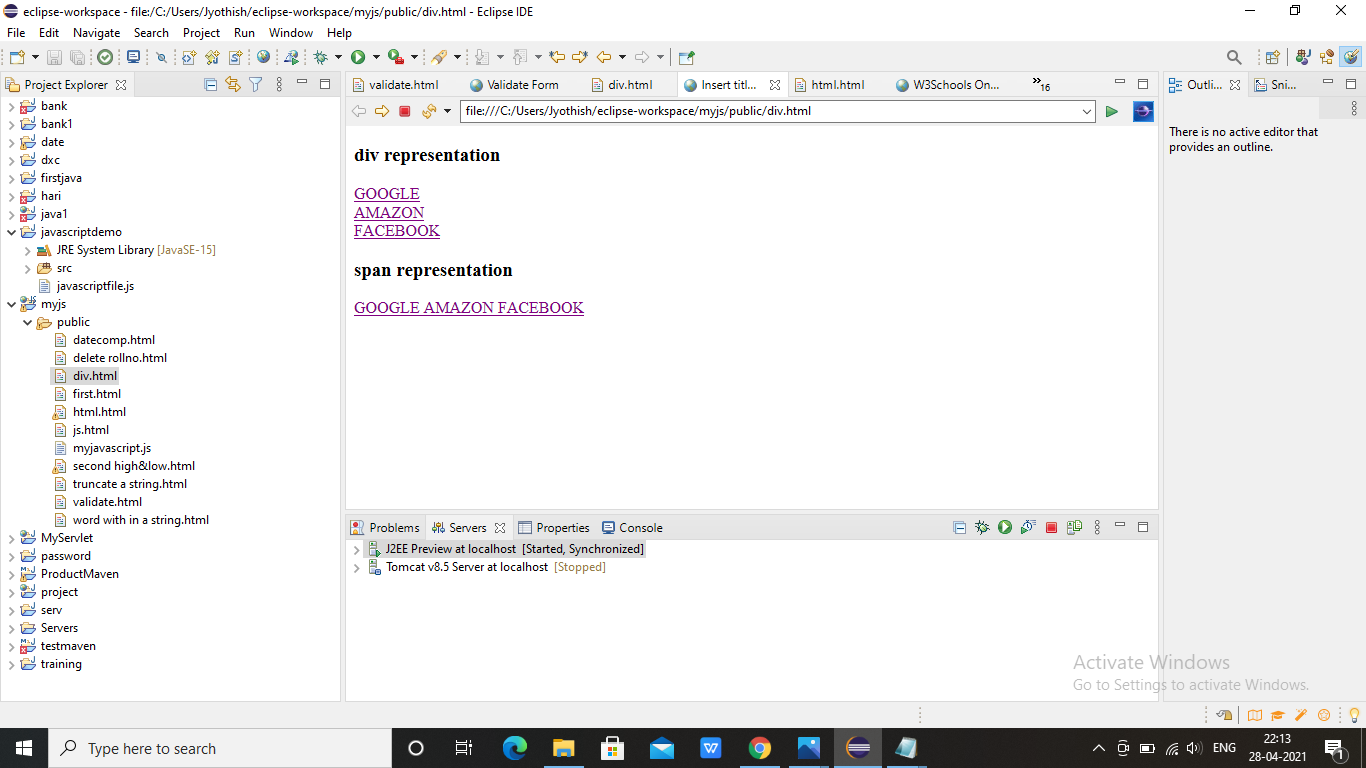 eclipse-workspace - file:/C:/Users/Jyothish/eclipse-workspace/myjs/public/div.html - Eclipse IDE
File Edit Navigate Search Project Run Window Help
Project Explorer
bank
bank1
date
dxc
firstjava
hari
java1
javascriptdemo
JRE System Library [JavaSE-15]
src
javascriptfile.js
myjs
public
datecomp.html
delete rollno.html
div.html
first.html
html.html
js.html
myjavascript.js
second high&low.html
truncate a string.html
validate.html
word with in a string.html
MyServlet
password
ProductMaven
project
serv
Servers
testmaven
training
validate.html Validate Form div.html Insert titl... html.html W3Schools On... »16
file:///C:/Users/Jyothish/eclipse-workspace/myjs/public/div.html
div representation
GOOGLE
AMAZON
FACEBOOK
span representation
GOOGLE AMAZON FACEBOOK
Problems Servers Properties Console
J2EE Preview at localhost [Started, Synchronized]
Tomcat v8.5 Server at localhost [Stopped]
Outli... Sni...
There is no active editor that
provides an outline.
Activate Windows
Go to Settings to activate Windows.
Type here to search
ENG
22:13
28-04-2021
1